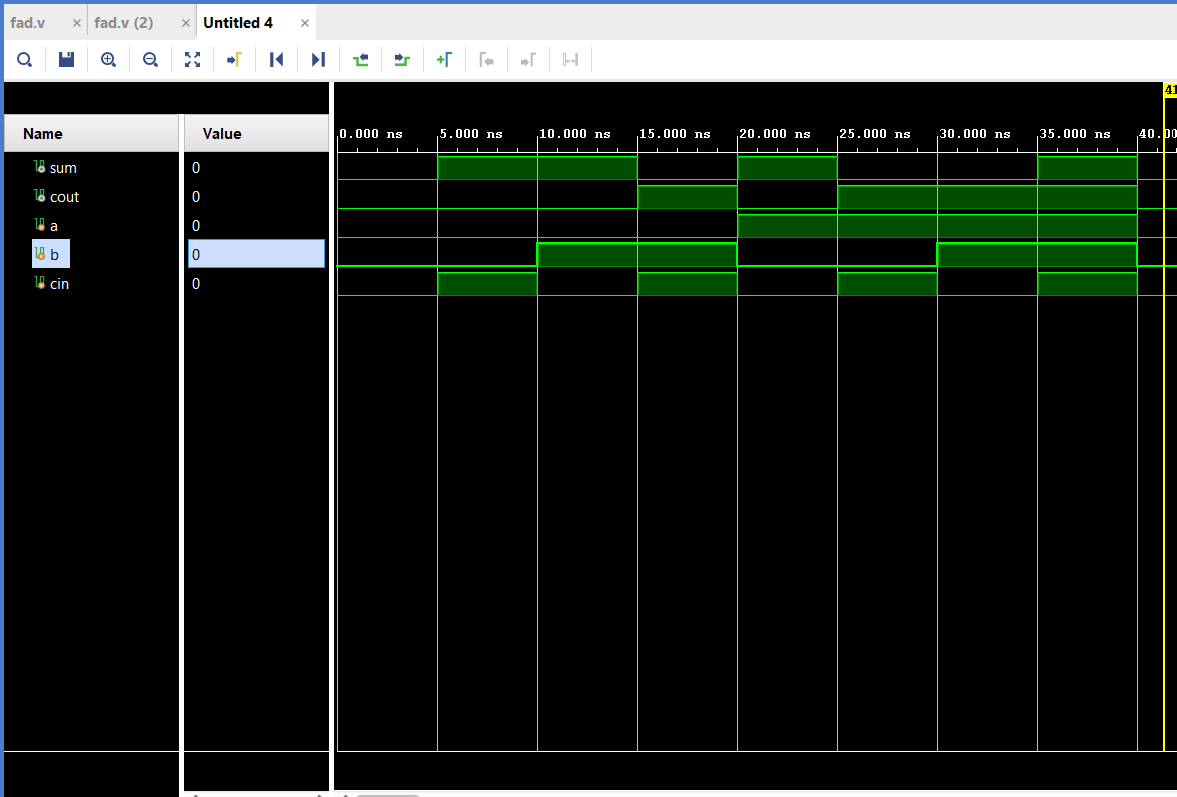 fad.v × fad.v (2) × Untitled 4 ×
41
Name Value 0.000 ns 5.000 ns 10.000 ns 15.000 ns 20.000 ns 25.000 ns 30.000 ns 35.000 ns 40.00
sum 0
cout 0
a 0
b 0
cin 0